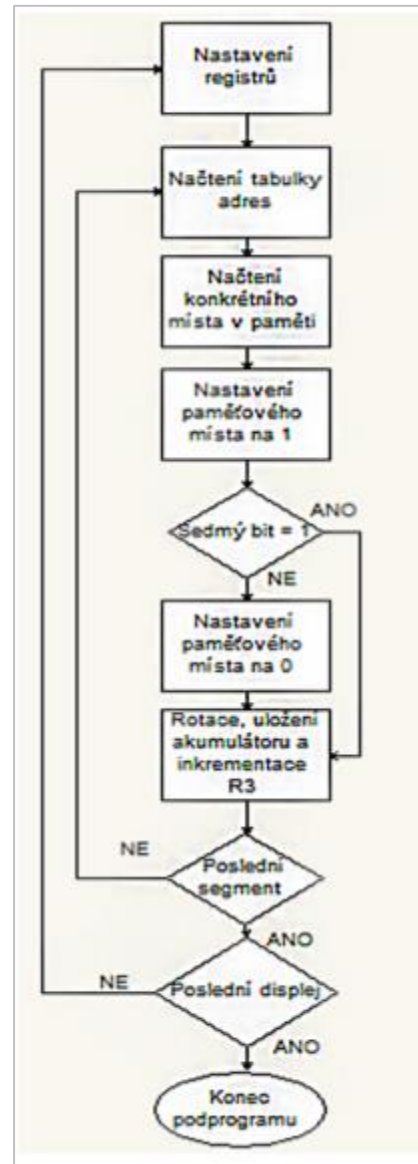 Nastavení
registrů
Načtení tabulky
adres
Načtení
konkrétního
místa v paměti
Nastavení
paměťového
místa na 1
ANO
Sedmý bit = 1
NE
Nastavení
paměťového
místa na 0
Rotace, uložení
akumulátoru a
inkrementace
R3
NE
Poslední
segment
ANO
NE
Poslední displej
ANO
Konec
podprogramu